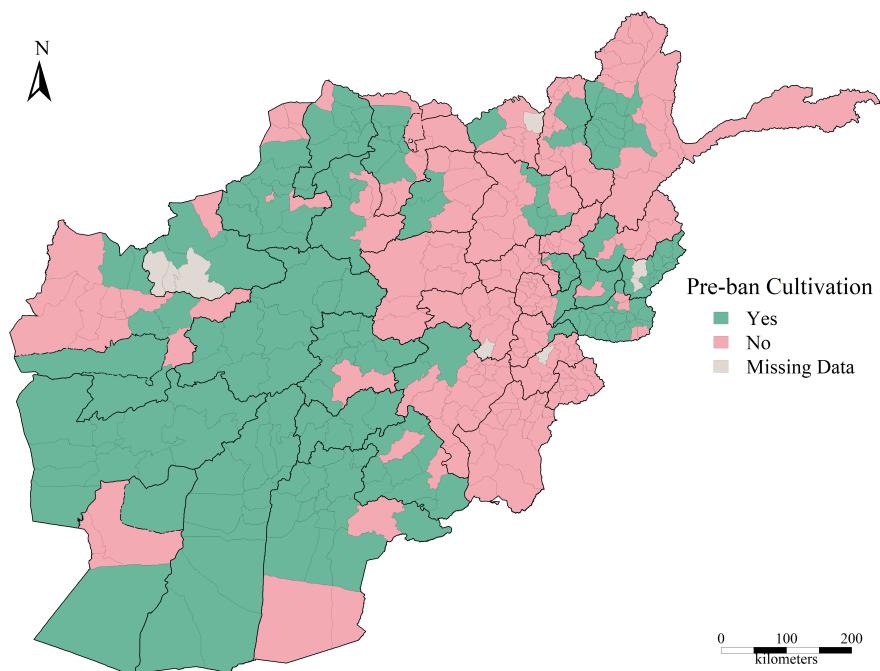 N
Pre-ban Cultivation
Yes
No
Missing Data
0 100 200
kilometers